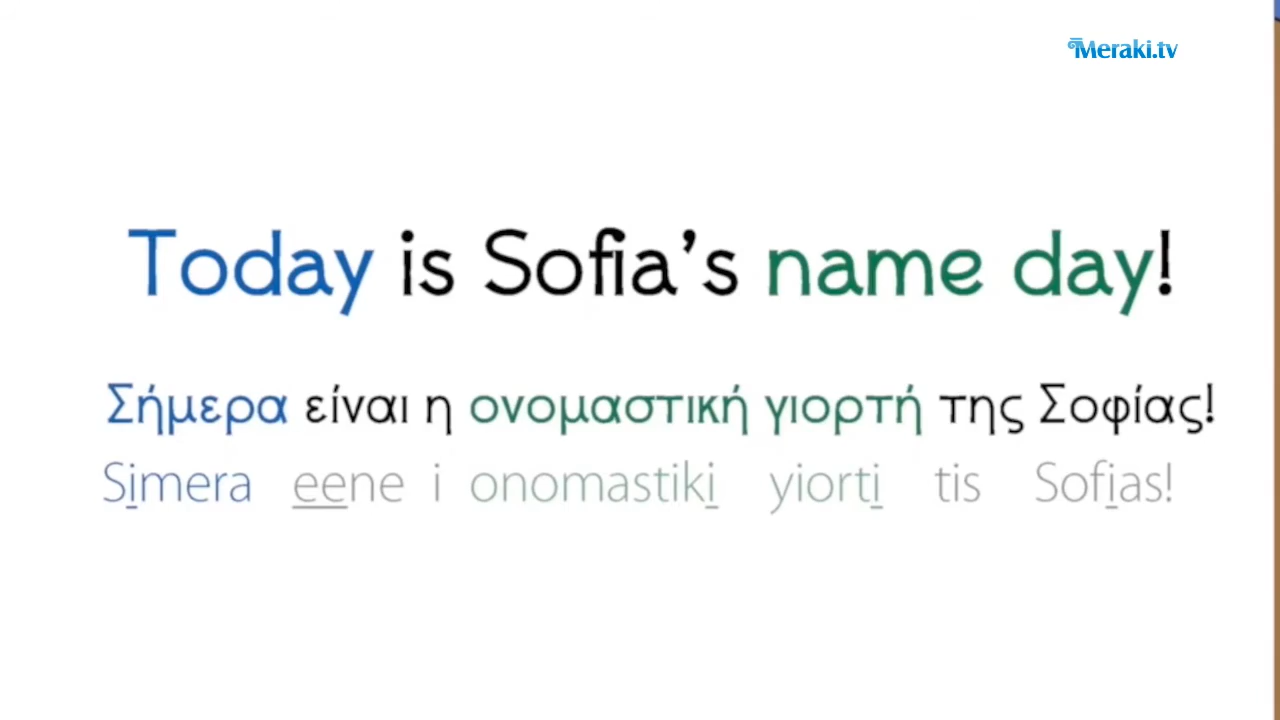 Meraki.tv
Today is Sofia's name day!
Σήμερα είναι η ονομαστική γιορτή της Σοφίας!
Simera eene i onomastiki yiorti tis Sofias!